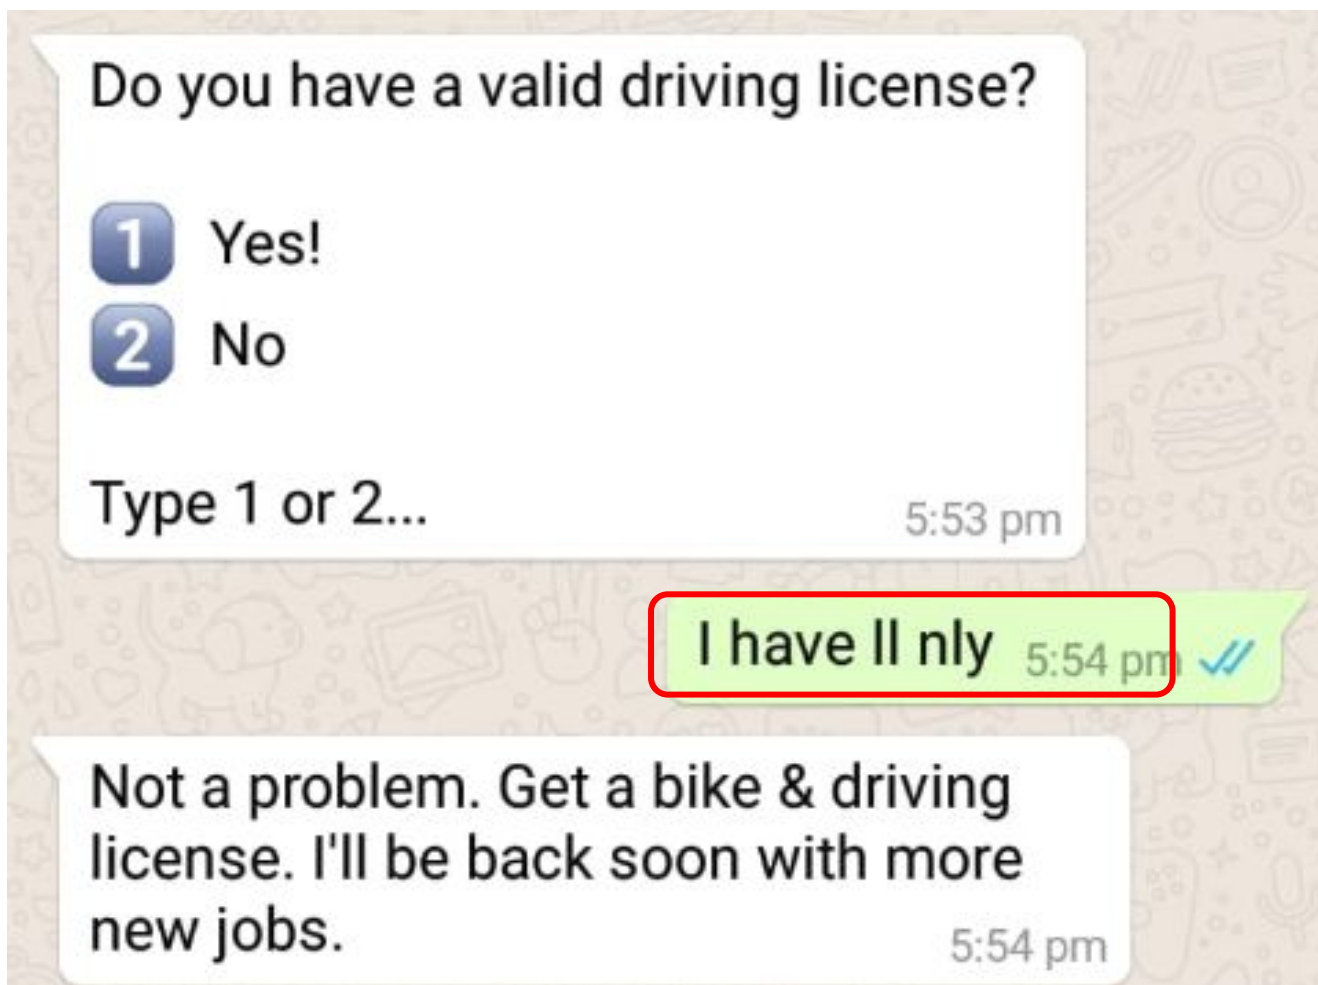 Do you have a valid driving license?
1 Yes!
2 No
Type 1 or 2...
5:53 pm
I have ll nly 5:54 pm
Not a problem. Get a bike & driving
license. I'll be back soon with more
new jobs.
5:54 pm